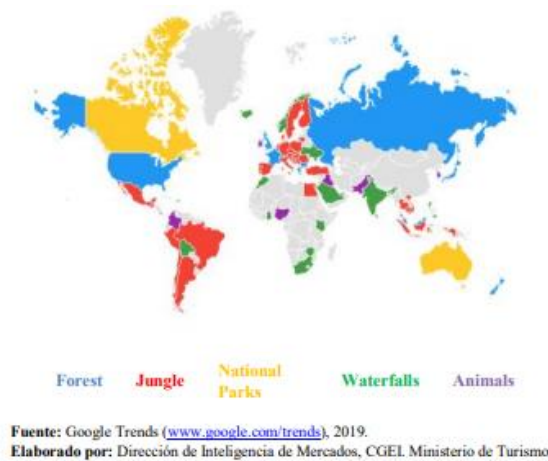 Forest Jungle National Parks Waterfalls Animals
Fuente: Google Trends (www.google.com/trends), 2019.
Elaborado por: Dirección de Inteligencia de Mercados, CGEI. Ministerio de Turismo